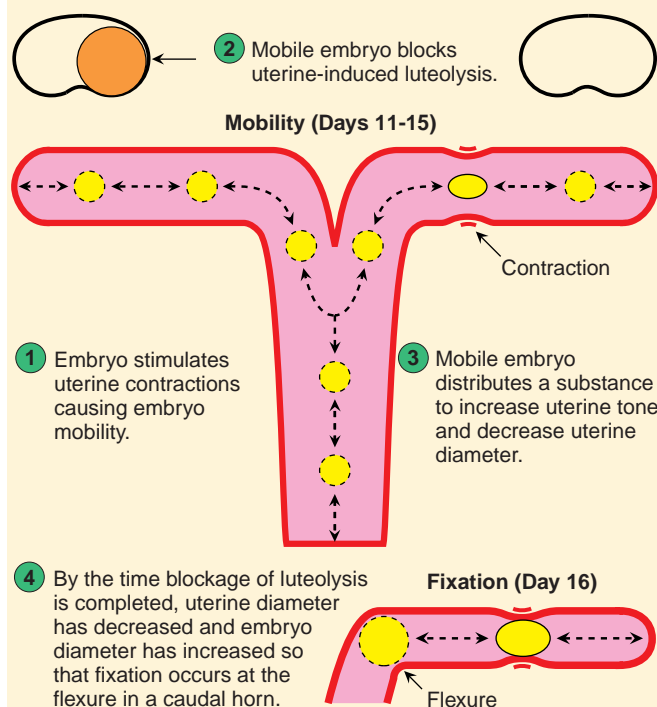 2 Mobile embryo blocks
uterine-induced luteolysis.
Mobility (Days 11-15)
Contraction
1 Embryo stimulates
uterine contractions
causing embryo
mobility.
3 Mobile embryo
distributes a substance
to increase uterine tone
and decrease uterine
diameter.
4 By the time blockage of luteolysis
is completed, uterine diameter
has decreased and embryo
diameter has increased so
that fixation occurs at the
flexure in a caudal horn.
Fixation (Day 16)
Flexure